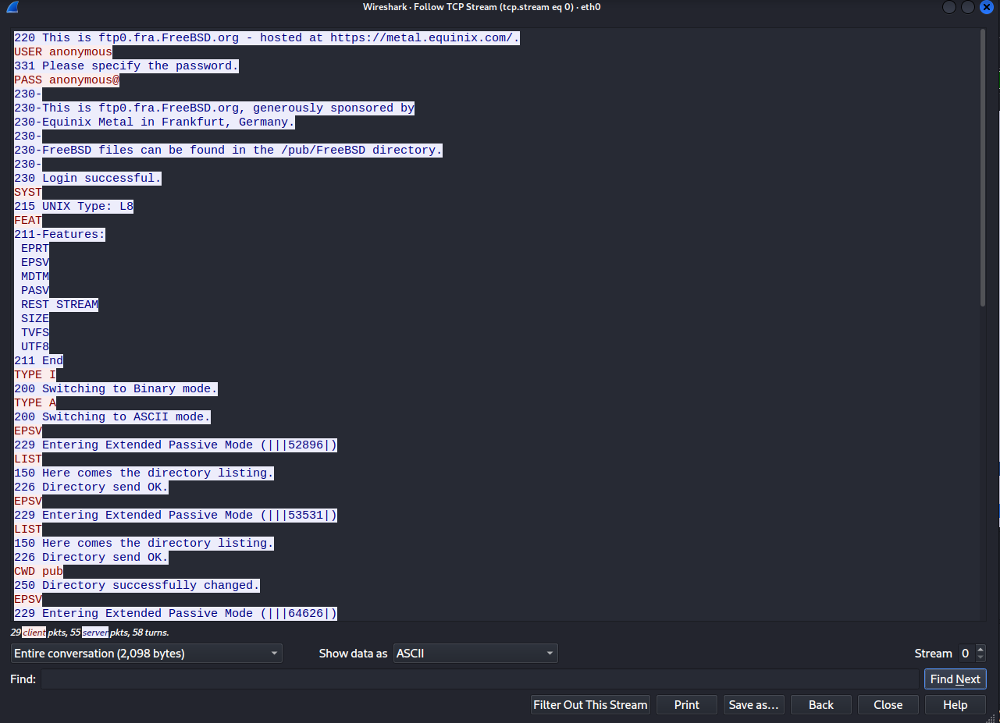 Wireshark · Follow TCP Stream (tcp.stream eq 0) · eth0
220 This is ftp0.fra.FreeBSD.org - hosted at https://metal.equinix.com/.
USER anonymous
331 Please specify the password.
PASS anonymous@
230-
230-This is ftp0.fra.FreeBSD.org, generously sponsored by
230-Equinix Metal in Frankfurt, Germany.
230-
230-FreeBSD files can be found in the /pub/FreeBSD directory.
230-
230 Login successful.
SYST
215 UNIX Type: L8
FEAT
211-Features:
 EPRT
 EPSV
 MDTM
 PASV
 REST STREAM
 SIZE
 TVFS
 UTF8
211 End
TYPE I
200 Switching to Binary mode.
TYPE A
200 Switching to ASCII mode.
EPSV
229 Entering Extended Passive Mode (|||52896|)
LIST
150 Here comes the directory listing.
226 Directory send OK.
EPSV
229 Entering Extended Passive Mode (|||53531|)
LIST
150 Here comes the directory listing.
226 Directory send OK.
CWD pub
250 Directory successfully changed.
EPSV
229 Entering Extended Passive Mode (|||64626|)
29 client pkts, 55 server pkts, 58 turns.
Entire conversation (2,098 bytes) Show data as ASCII Stream 0
Find: Find Next
Filter Out This Stream Print Save as… Back Close Help